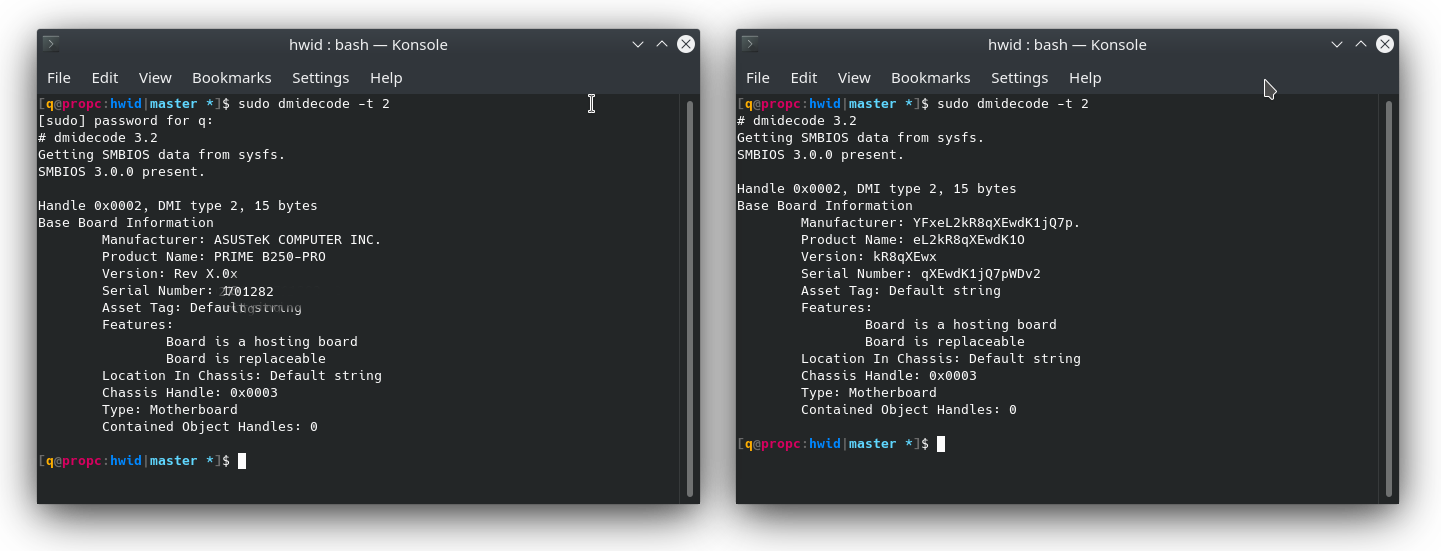 hwid : bash — Konsole
File Edit View Bookmarks Settings Help
[q@propc:hwid|master *]$ sudo dmidecode -t 2
[sudo] password for q:
# dmidecode 3.2
Getting SMBIOS data from sysfs.
SMBIOS 3.0.0 present.
Handle 0x0002, DMI type 2, 15 bytes
Base Board Information
Manufacturer: ASUSTeK COMPUTER INC.
Product Name: PRIME B250-PRO
Version: Rev X.0x
Serial Number: 
Asset Tag: Default string
Features:
Board is a hosting board
Board is replaceable
Location In Chassis: Default string
Chassis Handle: 0x0003
Type: Motherboard
Contained Object Handles: 0
[q@propc:hwid|master *]$
hwid : bash — Konsole
File Edit View Bookmarks Settings Help
[q@propc:hwid|master *]$ sudo dmidecode -t 2
# dmidecode 3.2
Getting SMBIOS data from sysfs.
SMBIOS 3.0.0 present.
Handle 0x0002, DMI type 2, 15 bytes
Base Board Information
Manufacturer: YFxeL2kR8qXEwdK1jQ7p.
Product Name: eL2kR8qXEwdK1O
Version: kR8qXEwx
Serial Number: qXEwdK1jQ7pWDv2
Asset Tag: Default string
Features:
Board is a hosting board
Board is replaceable
Location In Chassis: Default string
Chassis Handle: 0x0003
Type: Motherboard
Contained Object Handles: 0
[q@propc:hwid|master *]$